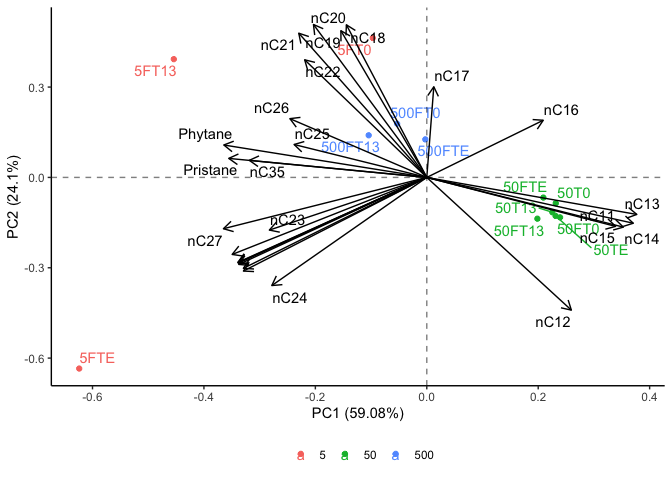 nC20
nC21
nC19
nC18
5FT0
5FT13
nC22
nC17
nC26
500FT0
nC16
Phytane
nC25
500FT13
500FTE
Pristane
nC35
50FTE
50T0
nC13
50T13
nC11
nC23
50FT13
50FT0
nC15
nC14
nC27
50TE
nC24
nC12
5FTE
0.3
0.0
-0.3
-0.6
PC2 (24.1%)
-0.6
-0.4
-0.2
0.0
0.2
0.4
PC1 (59.08%)
a 5 a 50 a 500